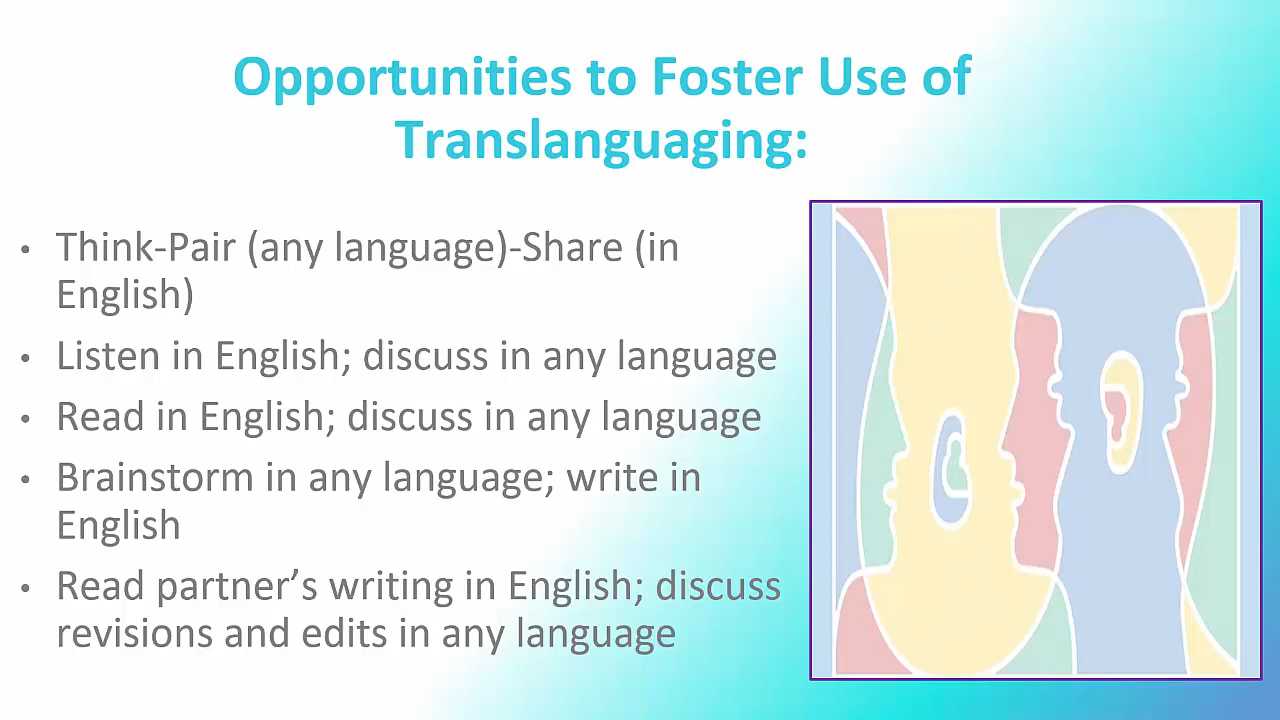 Opportunities to Foster Use of
Translanguaging:
• Think-Pair (any language)-Share (in
English)
• Listen in English; discuss in any language
• Read in English; discuss in any language
• Brainstorm in any language; write in
English
• Read partner’s writing in English; discuss
revisions and edits in any language